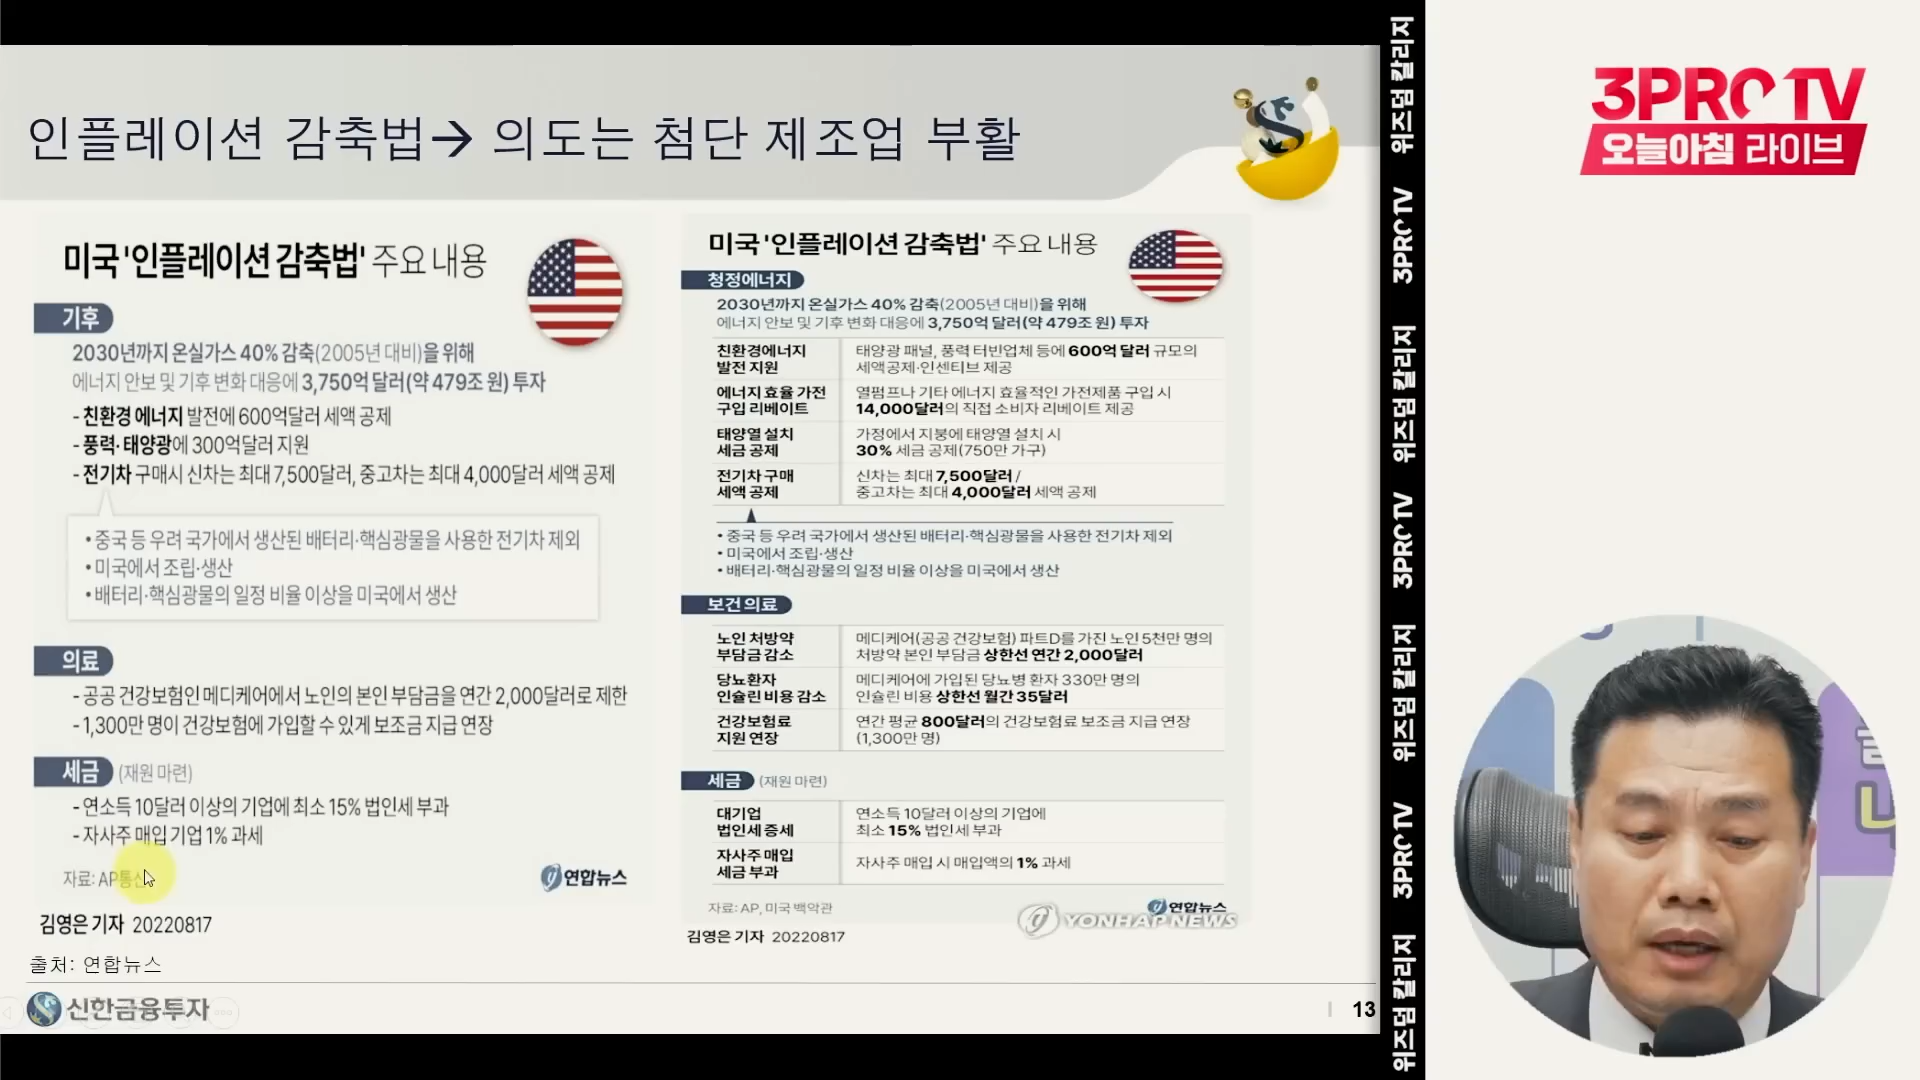 인플레이션 감축법→ 의도는 첨단 제조업 부활
미국 '인플레이션 감축법' 주요 내용
기후
2030년까지 온실가스 40% 감축(2005년 대비)을 위해
에너지 안보 및 기후 변화 대응에 3,750억 달러(약 479조 원) 투자
- 친환경 에너지 발전에 600억달러 세액 공제
- 풍력·태양광에 300억달러 지원
- 전기차 구매시 신차는 최대 7,500달러, 중고차는 최대 4,000달러 세액 공제
• 중국 등 우려 국가에서 생산된 배터리·핵심광물을 사용한 전기차 제외
• 미국에서 조립·생산
• 배터리·핵심광물의 일정 비율 이상을 미국에서 생산
의료
- 공공 건강보험인 메디케어에서 노인의 본인 부담금을 연간 2,000달러로 제한
- 1,300만 명이 건강보험에 가입할 수 있게 보조금 지급 연장
세금 (재원 마련)
- 연소득 10달러 이상의 기업에 최소 15% 법인세 부과
- 자사주 매입 기업 1% 과세
자료: AP통신
연합뉴스
김영은 기자 20220817
출처: 연합뉴스
신한금융투자
미국 '인플레이션 감축법' 주요 내용
청정에너지
2030년까지 온실가스 40% 감축(2005년 대비)을 위해
에너지 안보 및 기후 변화 대응에 3,750억 달러(약 479조 원) 투자
친환경에너지 발전 지원
태양광 패널, 풍력 터빈업체 등에 600억 달러 규모의
세액공제·인센티브 제공
에너지 효율 가전 구입 리베이트
열펌프나 기타 에너지 효율적인 가전제품 구입 시
14,000달러의 직접 소비자 리베이트 제공
태양열 설치 세금 공제
가정에서 지붕에 태양열 설치 시
30% 세금 공제(750만 가구)
전기차 구매 세액 공제
신차는 최대 7,500달러 /
중고차는 최대 4,000달러 세액 공제
• 중국 등 우려 국가에서 생산된 배터리·핵심광물을 사용한 전기차 제외
• 미국에서 조립·생산
• 배터리·핵심광물의 일정 비율 이상을 미국에서 생산
보건 의료
노인 처방약 부담금 감소
메디케어(공공 건강보험) 파트D를 가진 노인 5천만 명의
처방약 본인 부담금 상한선 연간 2,000달러
당뇨환자 인슐린 비용 감소
메디케어에 가입된 당뇨병 환자 330만 명의
인슐린 비용 상한선 월간 35달러
건강보험료 지원 연장
연간 평균 800달러의 건강보험료 보조금 지급 연장
(1,300만 명)
세금 (재원 마련)
대기업 법인세 증세
연소득 10달러 이상의 기업에
최소 15% 법인세 부과
자사주 매입 세금 부과
자사주 매입 시 매입액의 1% 과세
자료: AP, 미국 백악관
연합뉴스
YONHAP NEWS
김영은 기자 20220817
13
위즈덤 칼리지
3PRO TV
위즈덤 칼리지
3PRO TV
위즈덤 칼리지
3PRO TV
위즈덤 칼리지
3PRO TV
오늘아침 라이브